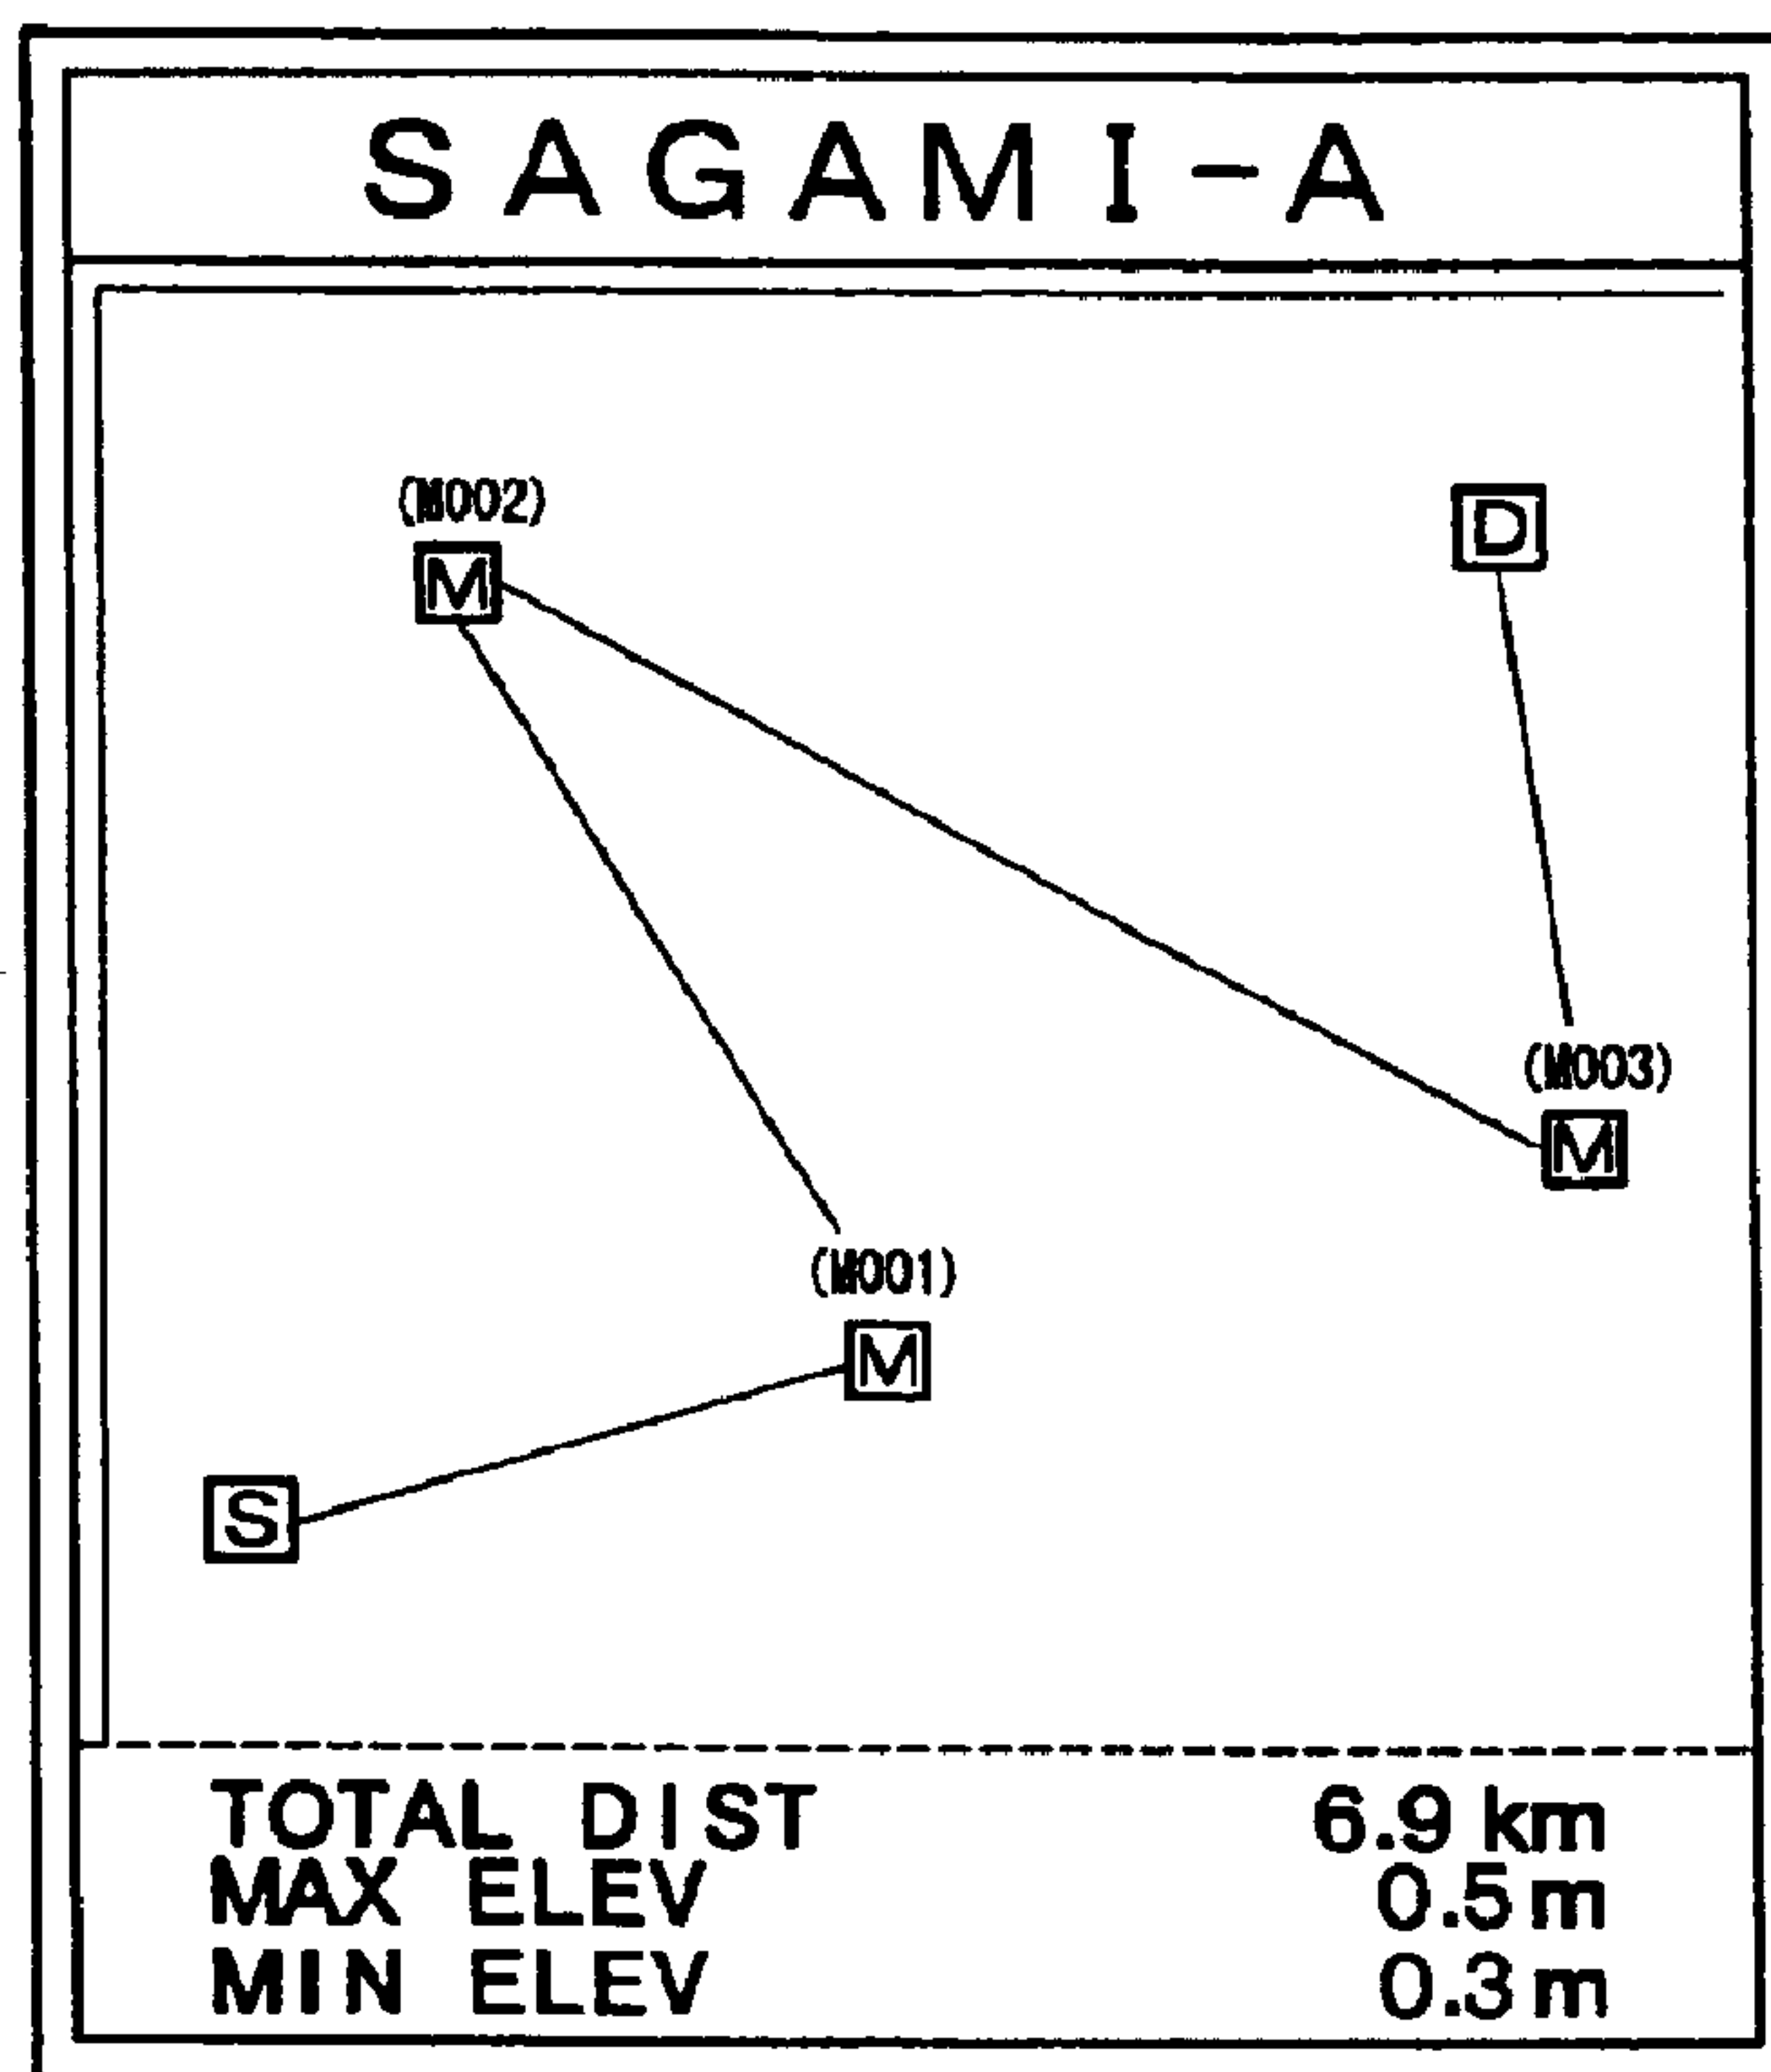 SAGAMI-A
(M002)
M
D
(M003)
M
(M001)
M
S
TOTAL DIST 6.9 km
MAX ELEV 0.5 m
MIN ELEV 0.3 m